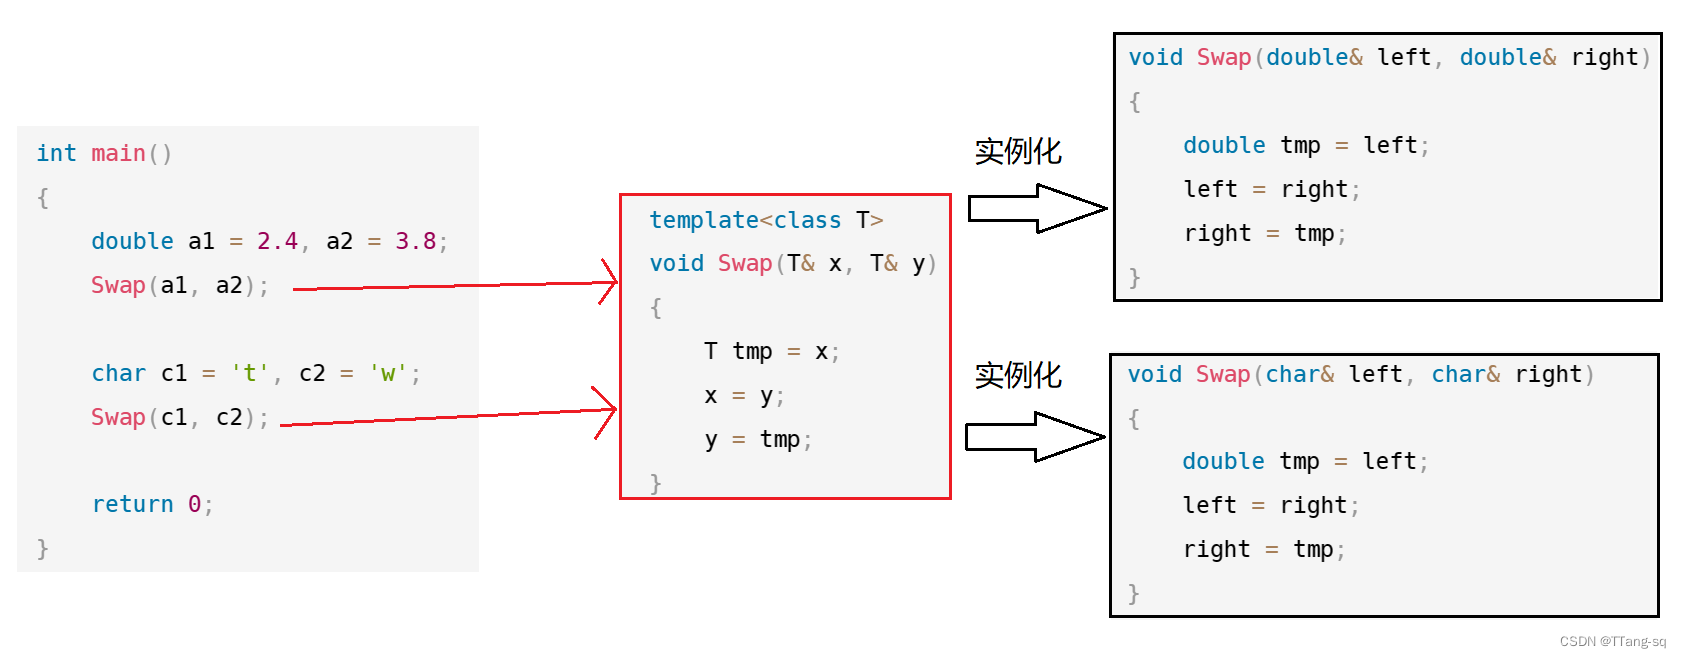 int main()
{
double a1 = 2.4, a2 = 3.8;
Swap(a1, a2);
char c1 = 't', c2 = 'w';
Swap(c1, c2);
return 0;
}
template<class T>
void Swap(T& x, T& y)
{
T tmp = x;
x = y;
y = tmp;
}
实例化
void Swap(double& left, double& right)
{
double tmp = left;
left = right;
right = tmp;
}
实例化
void Swap(char& left, char& right)
{
double tmp = left;
left = right;
right = tmp;
}
CSDN @TTang-sq